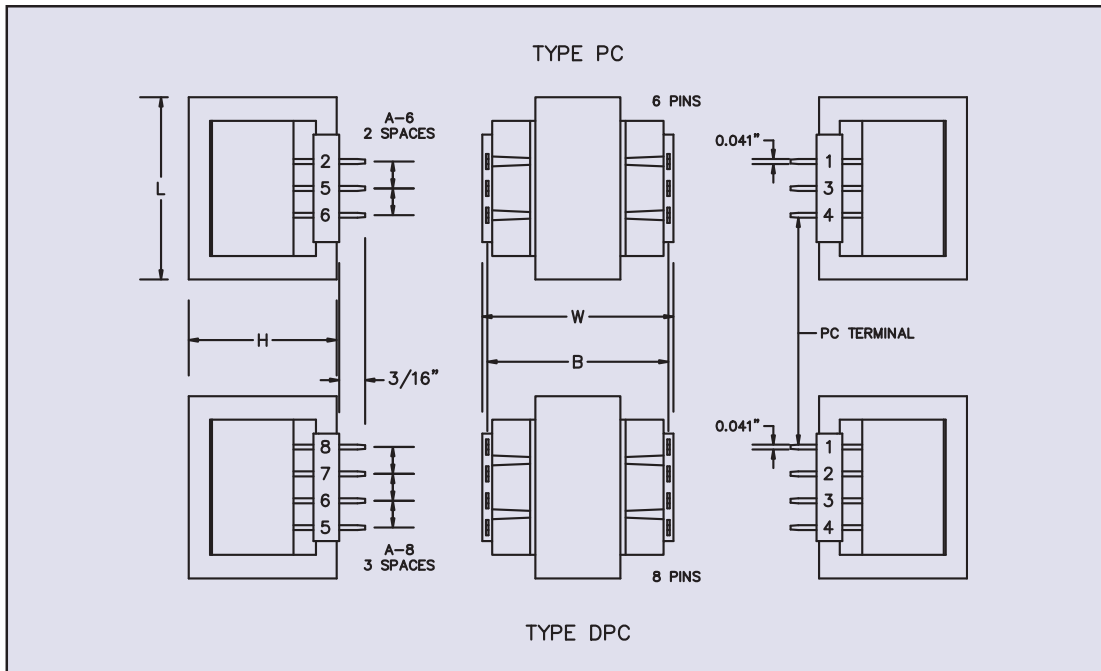 TYPE PC
6 PINS
A-6
2 SPACES
0.041"
2
5
6
1
3
4
L
W
H
PC TERMINAL
B
3/16"
0.041"
8
7
6
5
1
2
3
4
A-8
3 SPACES
8 PINS
TYPE DPC